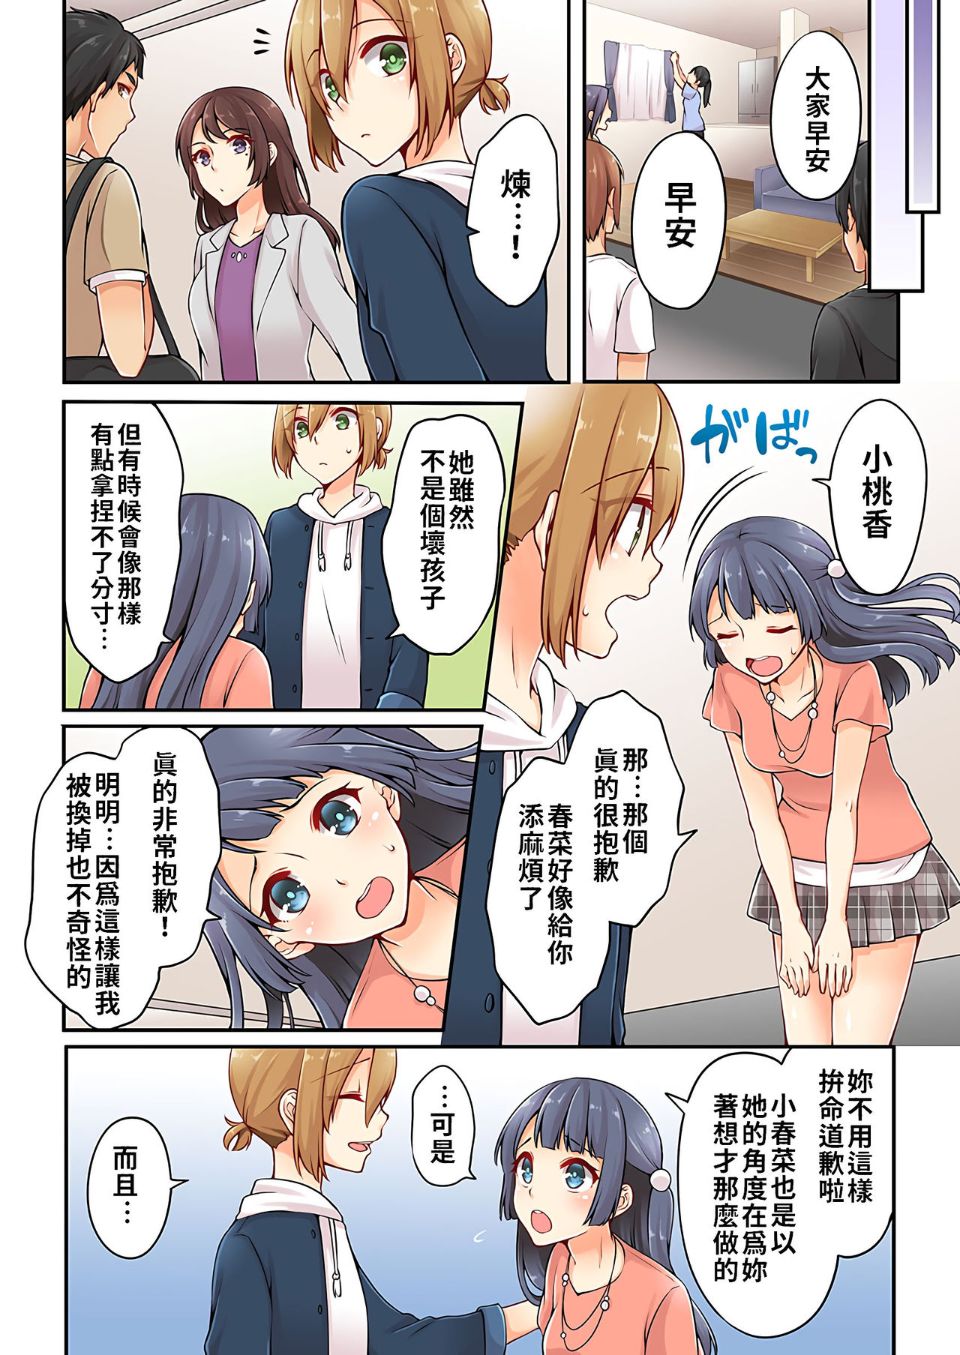 大家早安
早安
煉…！
小桃香
がばっ
那…那個
真的很抱歉
春菜好像給你
添麻煩了
她雖然
不是個壞孩子
但有時候會像那樣
有點拿捏不了分寸…
真的非常抱歉！
明明…因為這樣讓我
被換掉也不奇怪的
妳不用這樣
拚命道歉啦
小春菜也是以
她的角度在為妳
著想才那麼做的
…可是
而且…